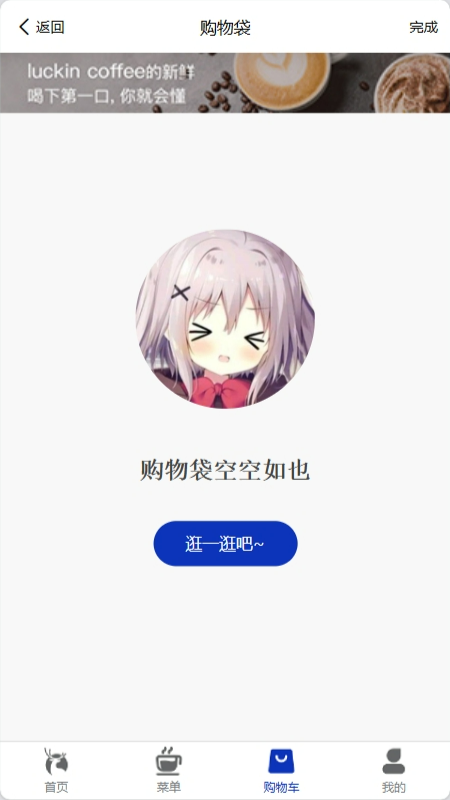 返回
购物袋
完成
luckin coffee的新鲜
喝下第一口, 你就会懂
购物袋空空如也
逛一逛吧~
首页
菜单
购物车
我的